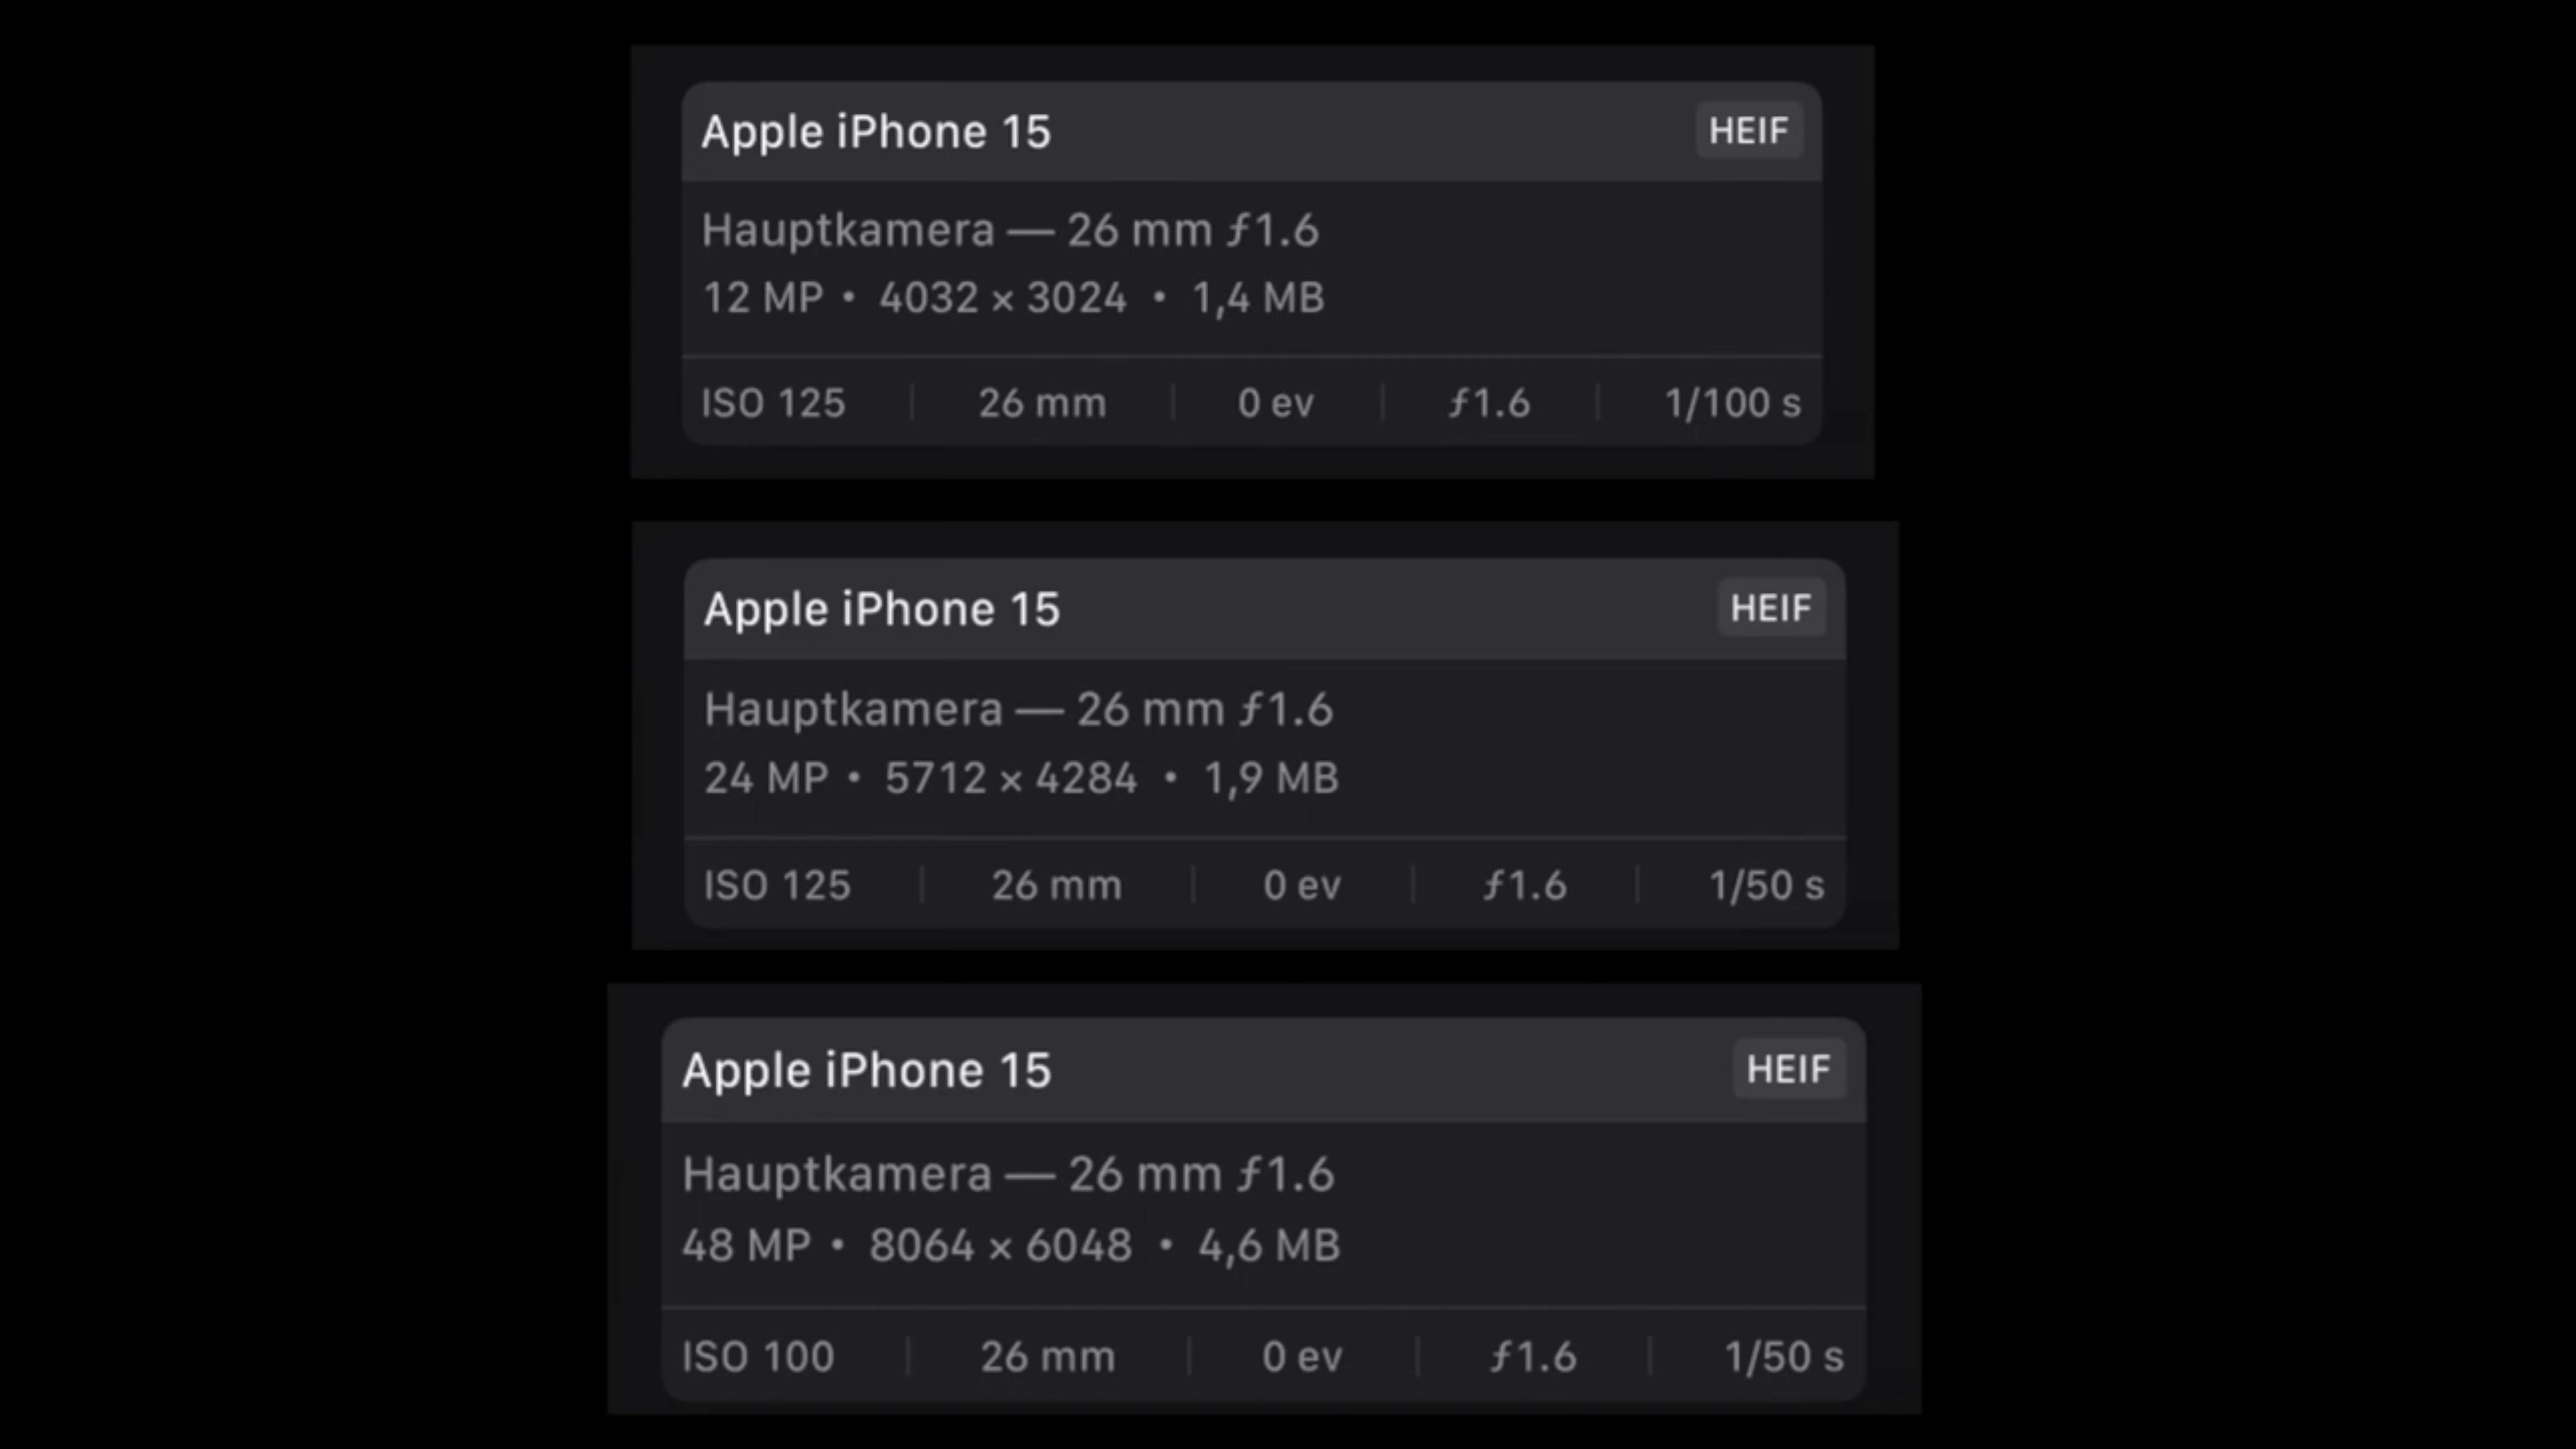 Apple iPhone 15 HEIF
Hauptkamera — 26 mm ƒ1.6
12 MP • 4032 × 3024 • 1,4 MB
ISO 125 | 26 mm | 0 ev | ƒ1.6 | 1/100 s
Apple iPhone 15 HEIF
Hauptkamera — 26 mm ƒ1.6
24 MP • 5712 × 4284 • 1,9 MB
ISO 125 | 26 mm | 0 ev | ƒ1.6 | 1/50 s
Apple iPhone 15 HEIF
Hauptkamera — 26 mm ƒ1.6
48 MP • 8064 × 6048 • 4,6 MB
ISO 100 | 26 mm | 0 ev | ƒ1.6 | 1/50 s